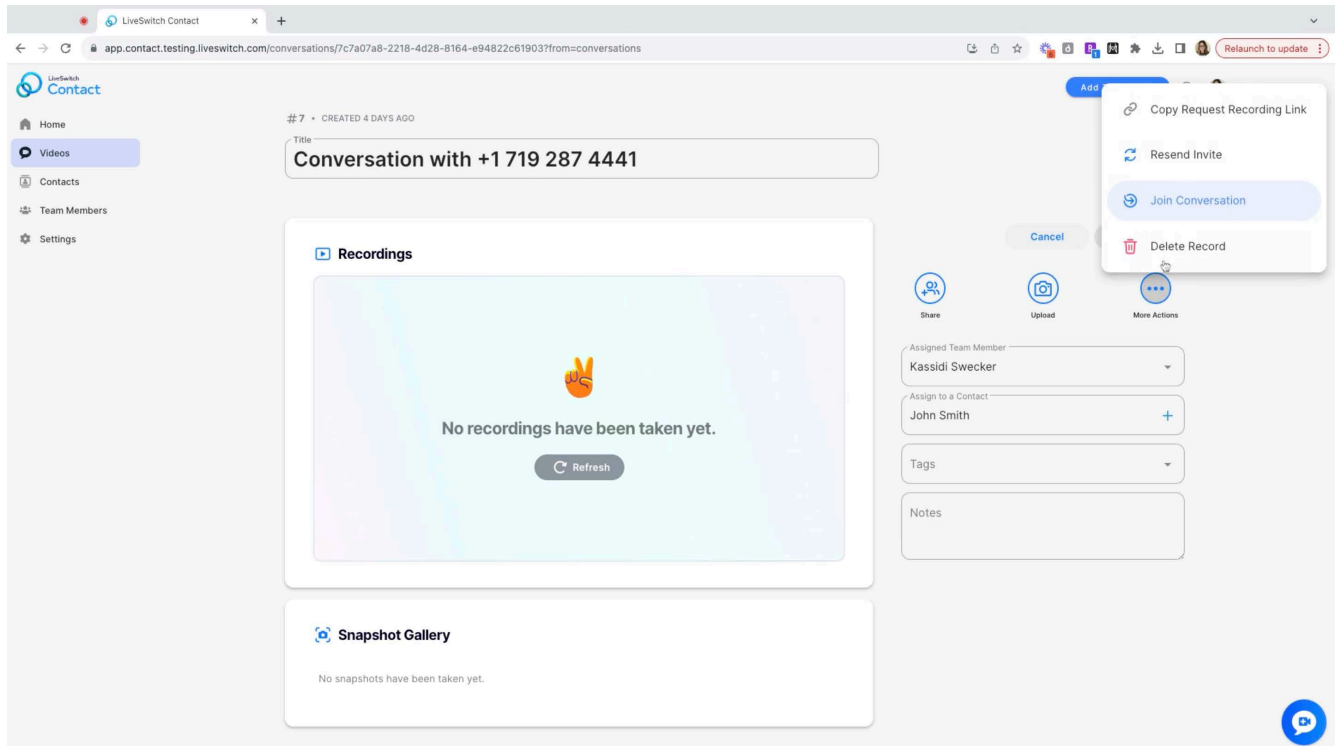 LiveSwitch Contact
app.contact.testing.liveswitch.com/conversations/7c7a07a8-2218-4d28-8164-e94822c61903?from=conversations
Relaunch to update
LiveSwitch
Contact
Add
Home
Videos
Contacts
Team Members
Settings
#7 • CREATED 4 DAYS AGO
Title
Conversation with +1 719 287 4441
Copy Request Recording Link
Resend Invite
Join Conversation
Delete Record
Recordings
No recordings have been taken yet.
Refresh
Cancel
Share
Upload
More Actions
Assigned Team Member
Kassidi Swecker
Assign to a Contact
John Smith
Tags
Notes
Snapshot Gallery
No snapshots have been taken yet.